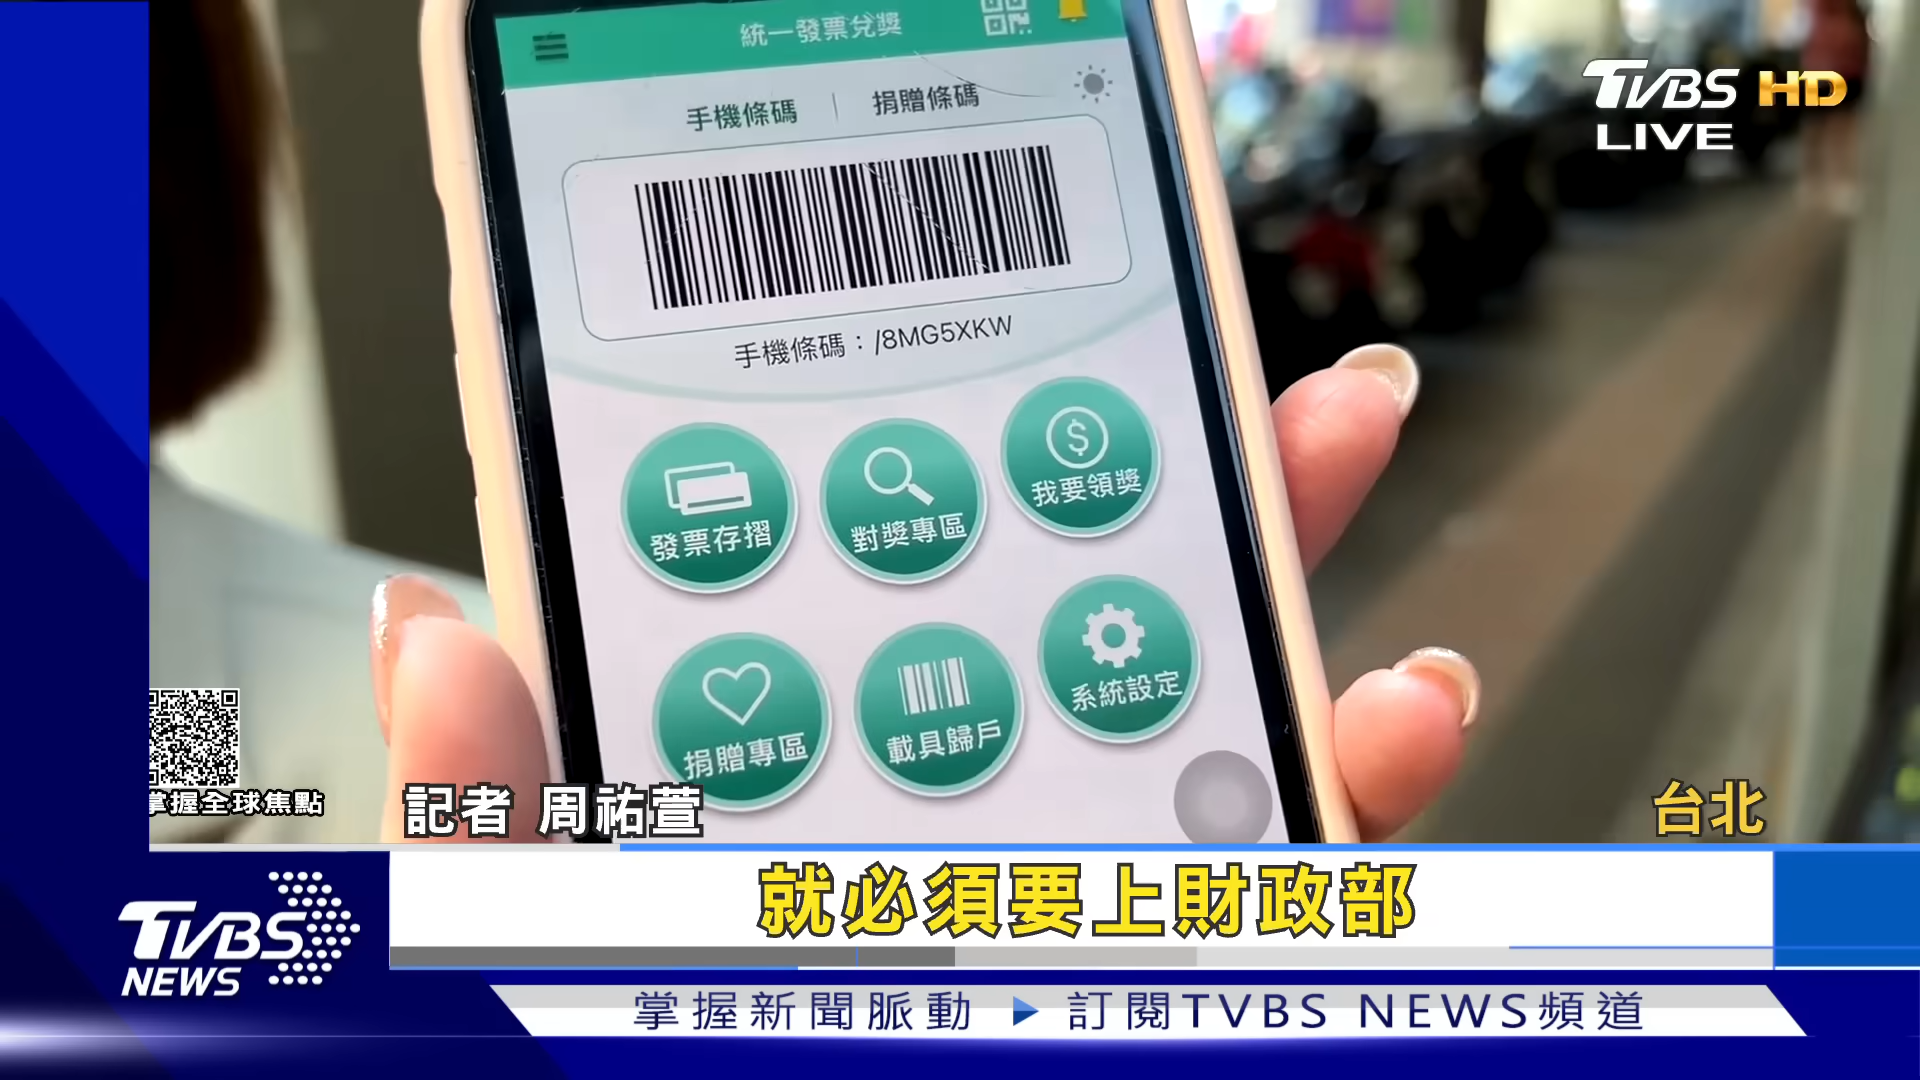 統一發票兌獎
TVBS HD
LIVE
手機條碼 | 捐贈條碼
手機條碼：/8MG5XKW
發票存摺
對獎專區
我要領獎
捐贈專區
載具歸戶
系統設定
掌握全球焦點
記者 周祐萱
台北
就必須要上財政部
TVBS
NEWS
掌握新聞脈動 ▶ 訂閱TVBS NEWS頻道